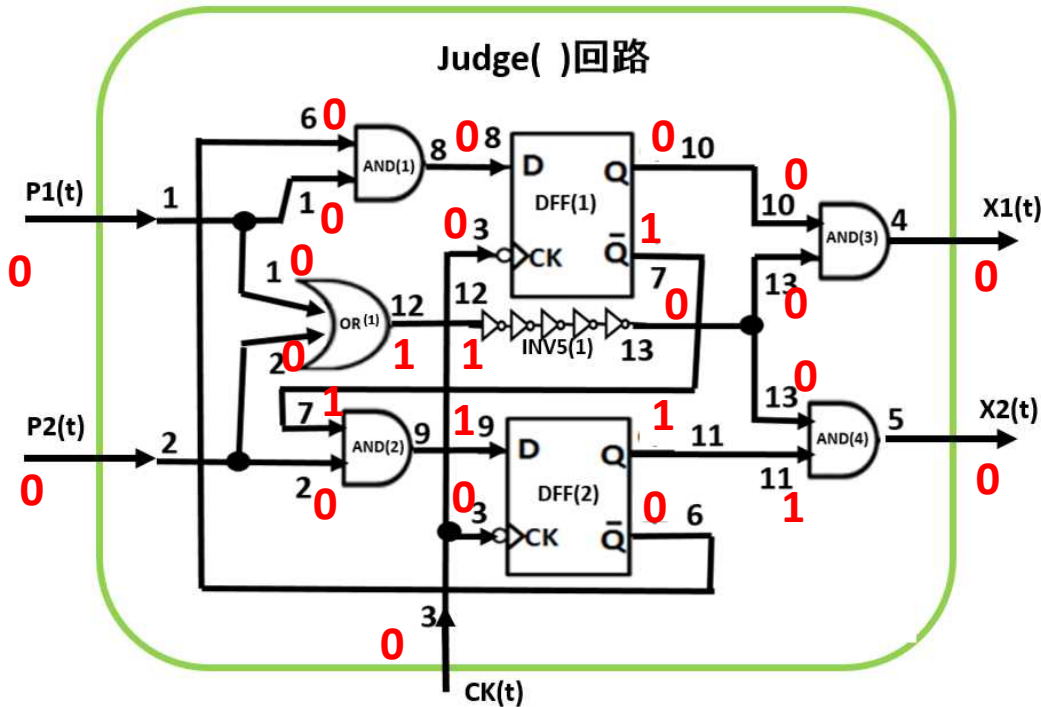 Judge( )回路
6 0
AND(1)
8 0 8
D Q
DFF(1)
0 10
0
10
P1(t)
1
1 0
0
0 3
CK Q̅
1
7
AND(3)
4
X1(t)
0
1 0
OR(1)
12
1
12
1
INV5(1)
0
13
13
0
2 0
P2(t)
2
0
7 1
AND(2)
9
1 9
2 0
D Q
DFF(2)
1
11
0
13
AND(4)
5
X2(t)
0
11
1
0
3
CK Q̅
0 6
3
0
CK(t)